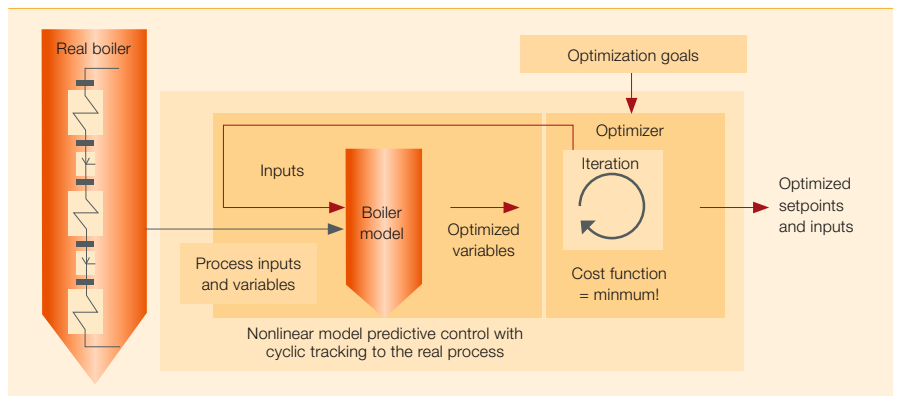 Real boiler
Optimization goals
Optimizer
Iteration
Inputs
Boiler
model
Optimized
variables
Optimized
setpoints
and inputs
Process inputs
and variables
Cost function
= minmum!
Nonlinear model predictive control with
cyclic tracking to the real process